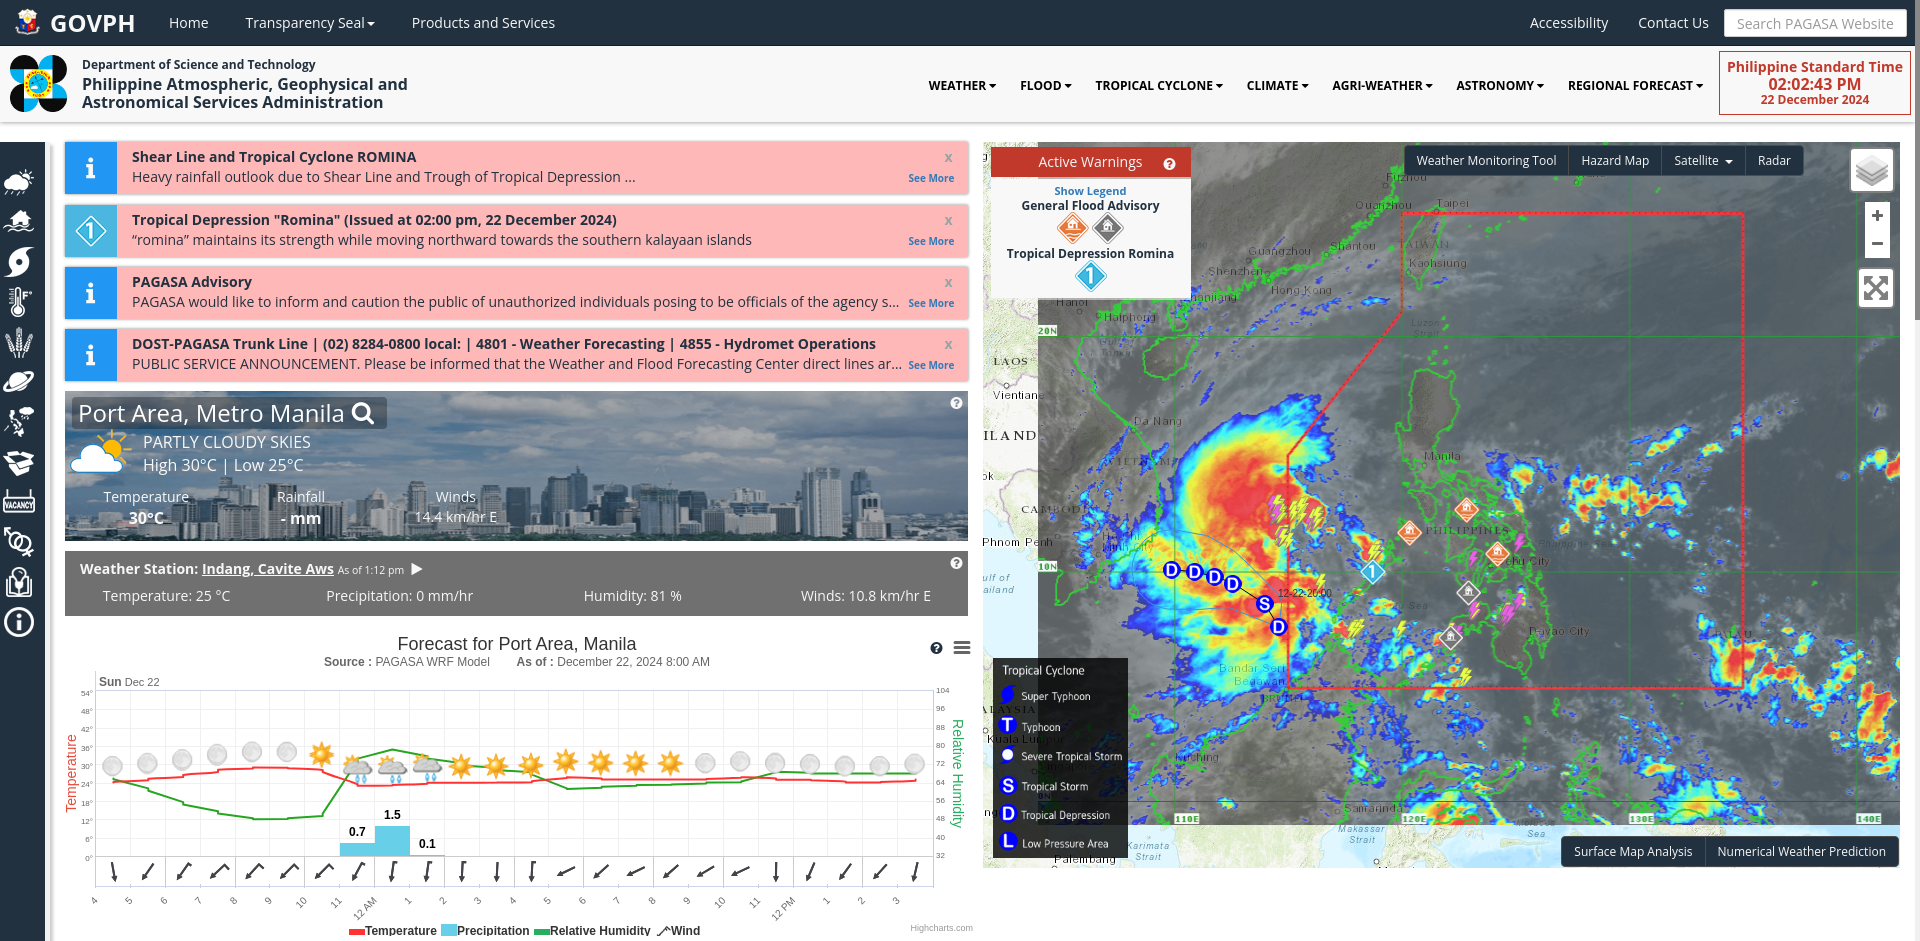 GOVPH
Home
Transparency Seal
Products and Services
Accessibility
Contact Us
Search PAGASA Website
Department of Science and Technology
Philippine Atmospheric, Geophysical and
Astronomical Services Administration
WEATHER
FLOOD
TROPICAL CYCLONE
CLIMATE
AGRI-WEATHER
ASTRONOMY
REGIONAL FORECAST
Philippine Standard Time
02:02:43 PM
22 December 2024
VACANCY
Shear Line and Tropical Cyclone ROMINA
x
Heavy rainfall outlook due to Shear Line and Trough of Tropical Depression ...
See More
1
Tropical Depression "Romina" (Issued at 02:00 pm, 22 December 2024)
x
“romina” maintains its strength while moving northward towards the southern kalayaan islands
See More
PAGASA Advisory
x
PAGASA would like to inform and caution the public of unauthorized individuals posing to be officials of the agency s...
See More
DOST-PAGASA Trunk Line | (02) 8284-0800 local: | 4801 - Weather Forecasting | 4855 - Hydromet Operations
x
PUBLIC SERVICE ANNOUNCEMENT. Please be informed that the Weather and Flood Forecasting Center direct lines ar...
See More
Port Area, Metro Manila
PARTLY CLOUDY SKIES
High 30°C | Low 25°C
Temperature
Rainfall
Winds
30°C
- mm
14.4 km/hr E
Weather Station: Indang, Cavite Aws As of 1:12 pm
Temperature: 25 °C
Precipitation: 0 mm/hr
Humidity: 81 %
Winds: 10.8 km/hr E
Forecast for Port Area, Manila
Source : PAGASA WRF Model
As of : December 22, 2024 8:00 AM
Sun Dec 22
54°
48°
42°
36°
30°
24°
18°
12°
6°
0°
Temperature
104
96
88
80
72
64
56
48
40
32
Relative Humidity
0.7
1.5
0.1
4
5
6
7
8
9
10
11
12 AM
1
2
3
4
5
6
7
8
9
10
11
12 PM
1
2
3
Temperature
Precipitation
Relative Humidity
Wind
Highcharts.com
Active Warnings
Show Legend
General Flood Advisory
Tropical Depression Romina
1
Weather Monitoring Tool
Hazard Map
Satellite
Radar
+
−
Fuzhou
Quanzhou
Taipei
TAIWAN
Kaohsiung
Shantou
Guangzhou
Shenzhen
Hong Kong
Zhanjiang
Hanoi
Haiphong
Luzon
Strait
20N
LAOS
Vientiane
Da Nang
ILAND
VIETNAM
ok
CAMBODIA
Phnom Penh
Manila
PHILIPPINES
Cebu City
10N
ulf of
ailand
1
D
D
D
D
S
D
12-22-20:00
Davao City
PALAU
Bandar Seri
Begawan
BRUNEI
ALAYSIA
Kuala Lumpur
Kuching
Samarinda
110E
120E
130E
140E
Makassar
Strait
Sea
Karimata
Strait
Palembang
Tropical Cyclone
Super Typhoon
T
Typhoon
Severe Tropical Storm
S
Tropical Storm
D
Tropical Depression
L
Low Pressure Area
Surface Map Analysis
Numerical Weather Prediction